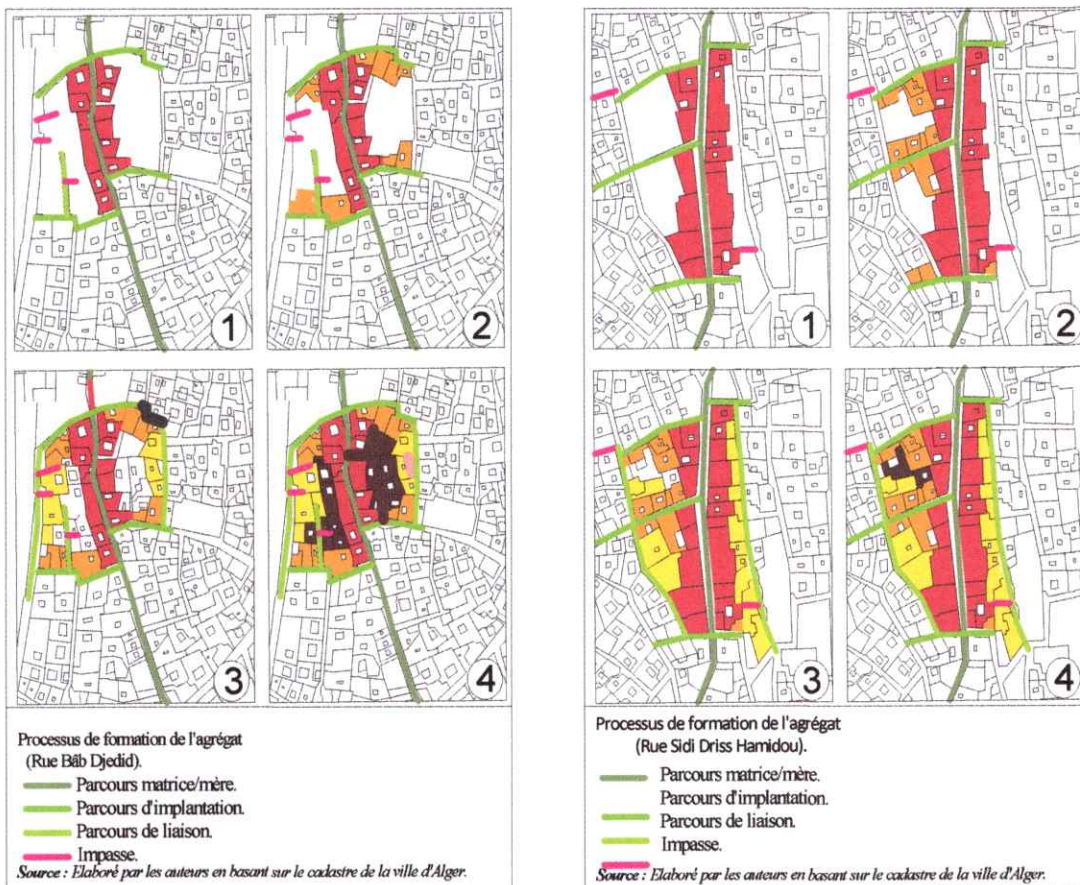 1
2
3
4
Processus de formation de l'agrégat
(Rue Bâb Djedid).
Parcours matrice/mère.
Parcours d'implantation.
Parcours de liaison.
Impasse.
Source : Elaboré par les auteurs en basant sur le cadastre de la ville d'Alger.
1
2
3
4
Processus de formation de l'agrégat
(Rue Sidi Driss Hamidou).
Parcours matrice/mère.
Parcours d'implantation.
Parcours de liaison.
Impasse.
Source : Elaboré par les auteurs en basant sur le cadastre de la ville d'Alger.